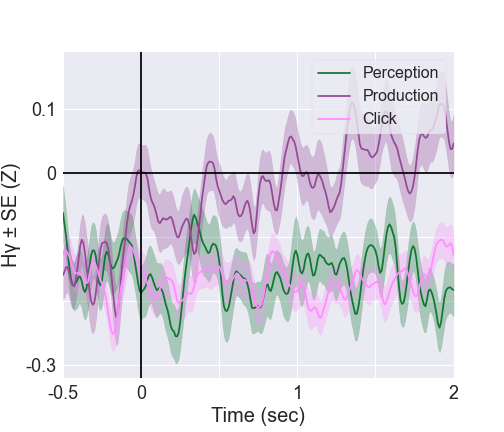 Perception
Production
Click
0.1
0
-0.3
Hγ ± SE (Z)
-0.5
0
1
2
Time (sec)